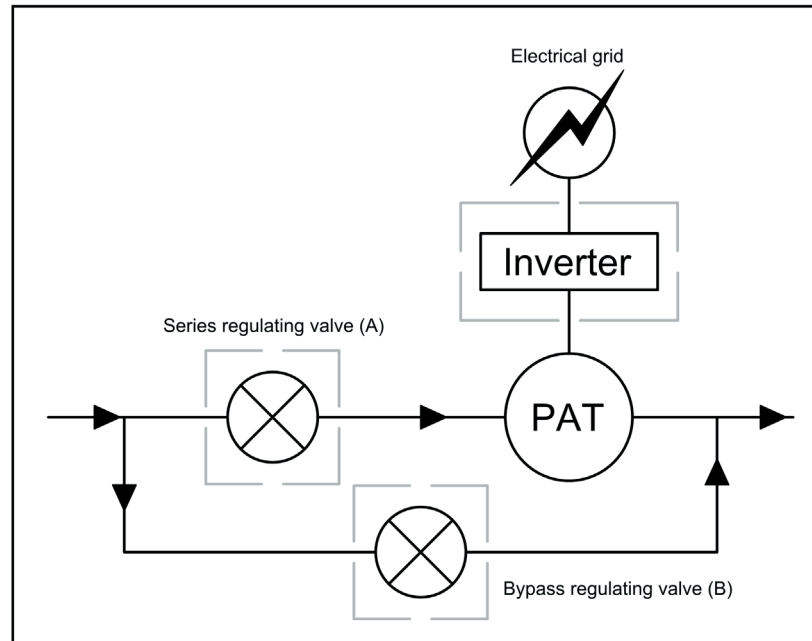 Electrical grid
Inverter
Series regulating valve (A)
PAT
Bypass regulating valve (B)